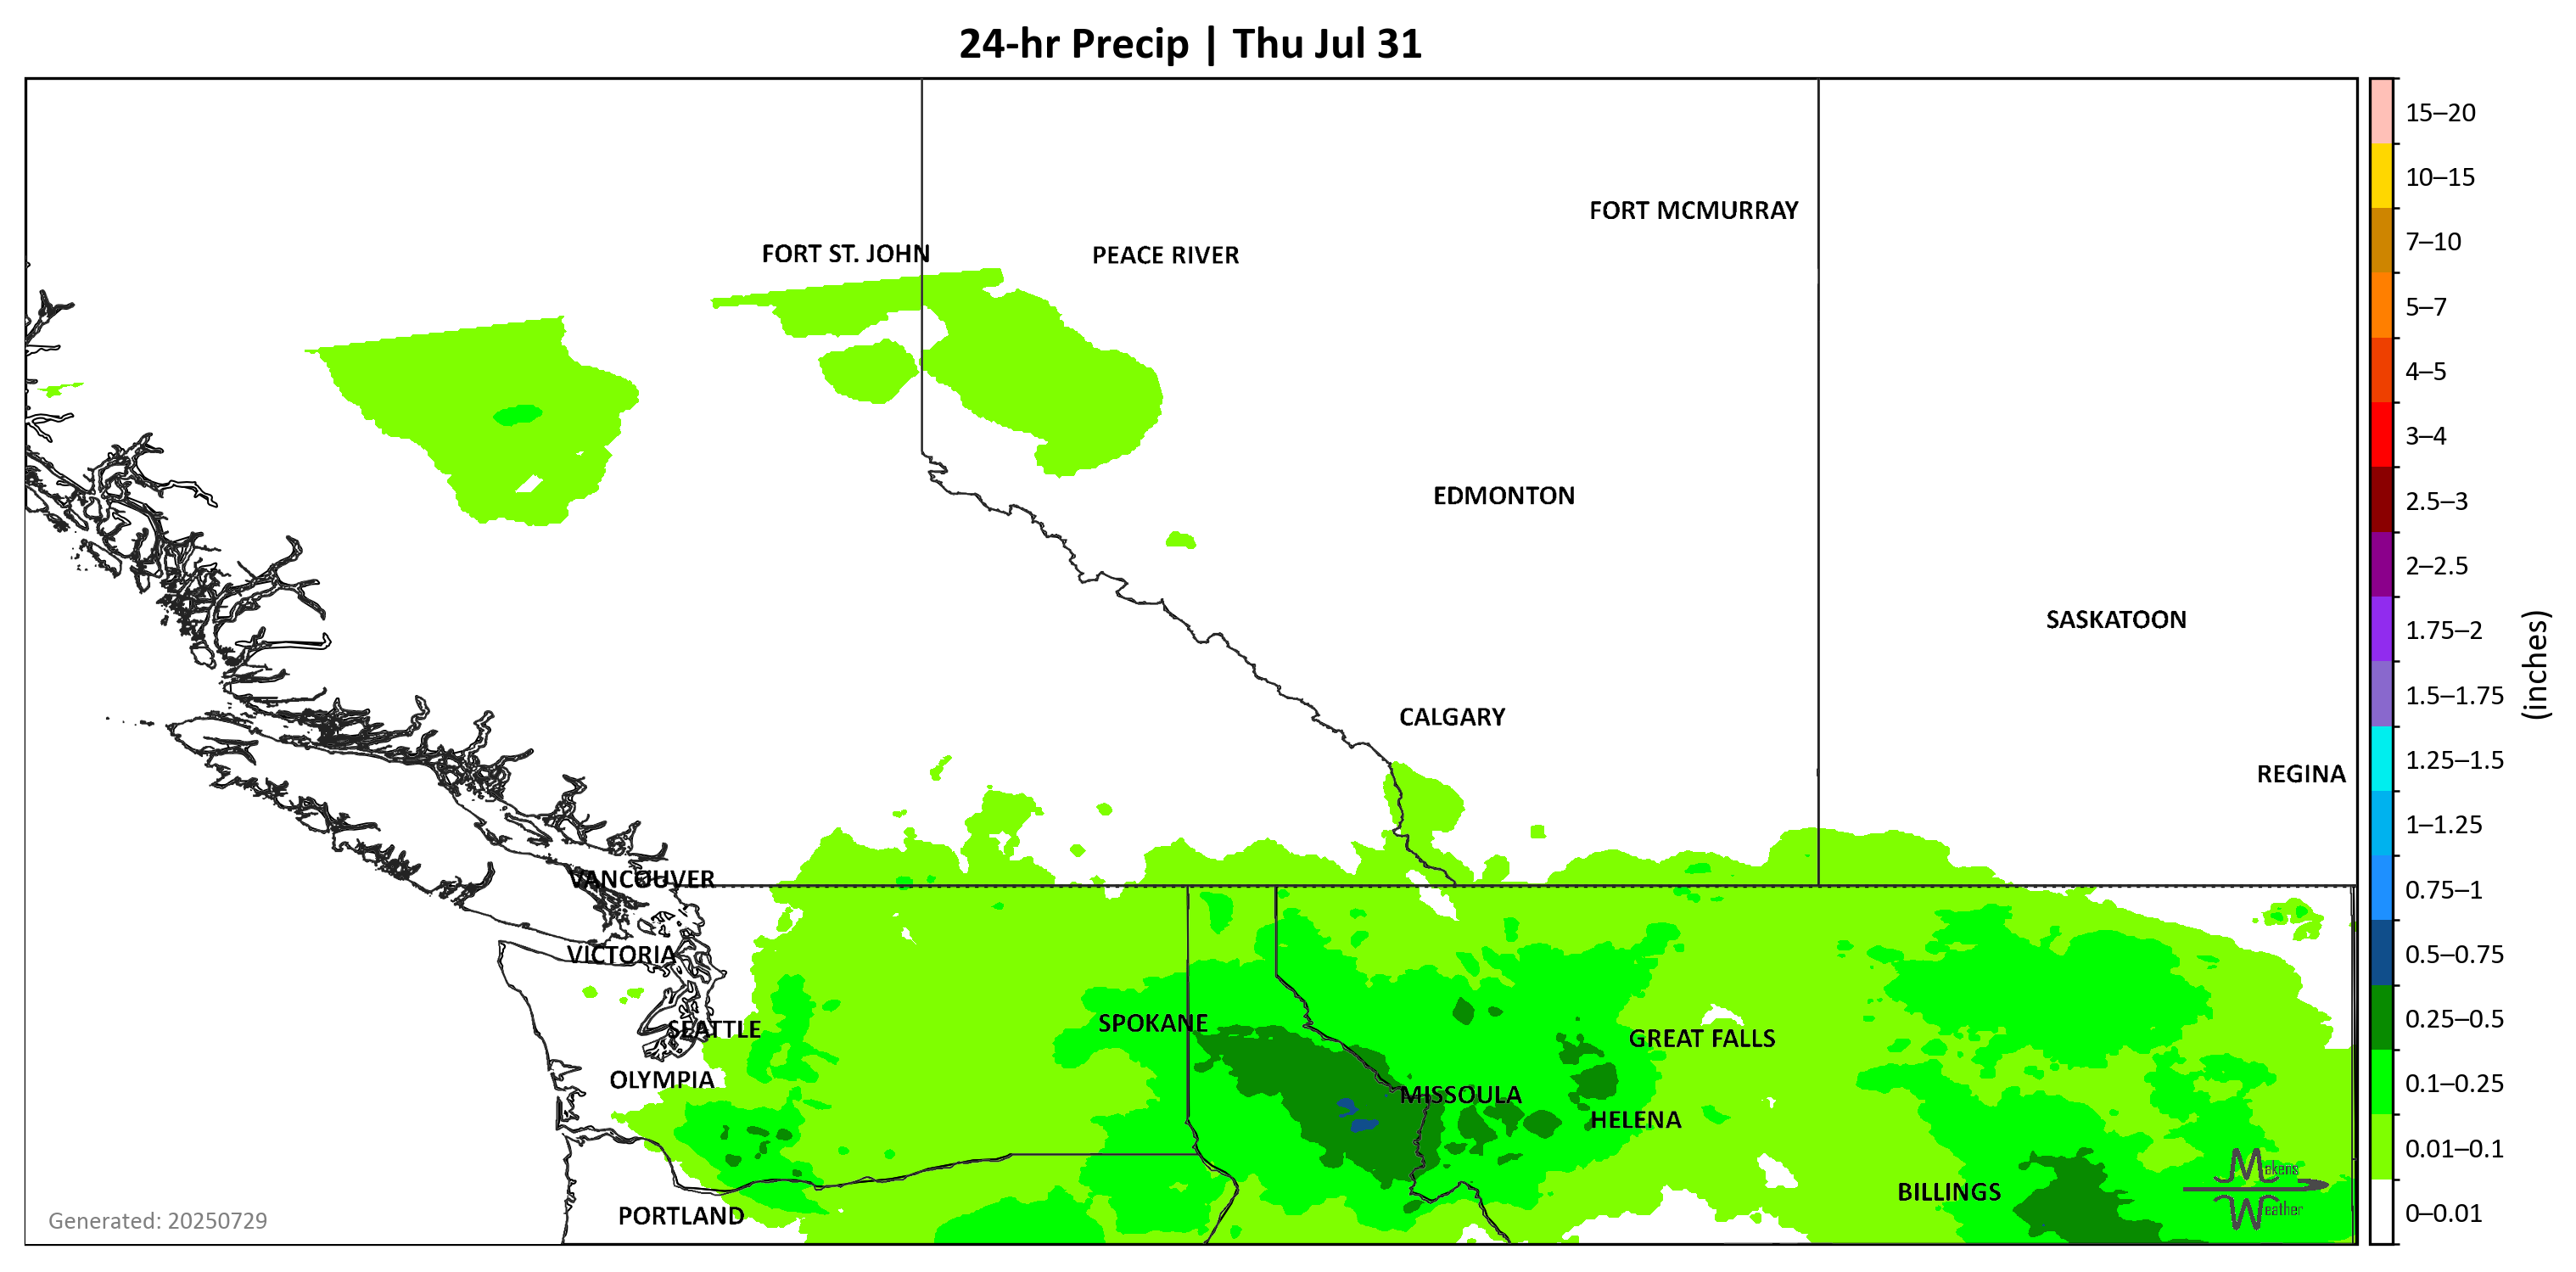 24-hr Precip | Thu Jul 31
15–20
10–15
FORT MCMURRAY
7–10
FORT ST. JOHN
PEACE RIVER
5–7
4–5
3–4
EDMONTON
2.5–3
2–2.5
SASKATOON
1.75–2
(inches)
1.5–1.75
CALGARY
1.25–1.5
REGINA
1–1.25
VANCOUVER
0.75–1
VICTORIA
0.5–0.75
SPOKANE
0.25–0.5
SEATTLE
GREAT FALLS
OLYMPIA
0.1–0.25
MISSOULA
HELENA
0.01–0.1
Makens
Weather
BILLINGS
PORTLAND
0–0.01
Generated: 20250729